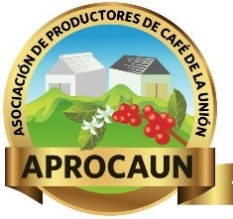 ASOCIACIÓN DE PRODUCTORES DE CAFÉ DE LA UNIÓN
APROCAUN